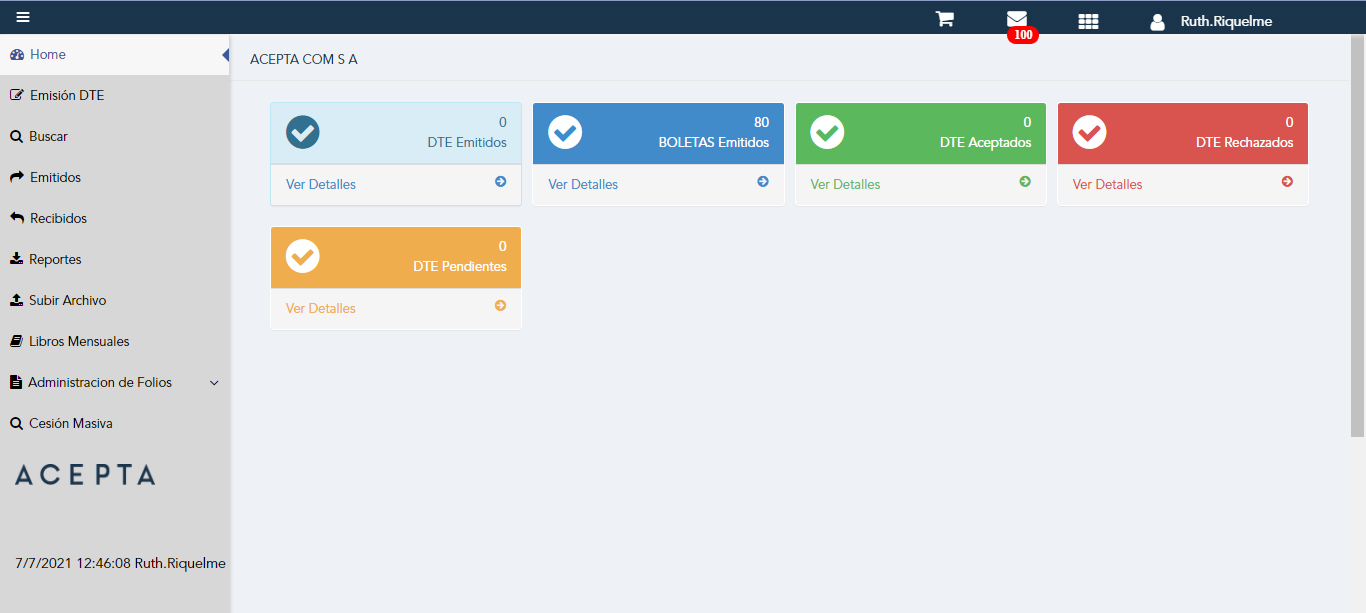 Ruth.Riquelme
100
Home
ACEPTA COM S A
Emisión DTE
Buscar
Emitidos
Recibidos
Reportes
Subir Archivo
Libros Mensuales
Administracion de Folios
Cesión Masiva
ACEPTA
7/7/2021 12:46:08 Ruth.Riquelme
0
DTE Emitidos
Ver Detalles
80
BOLETAS Emitidos
Ver Detalles
0
DTE Aceptados
Ver Detalles
0
DTE Rechazados
Ver Detalles
0
DTE Pendientes
Ver Detalles